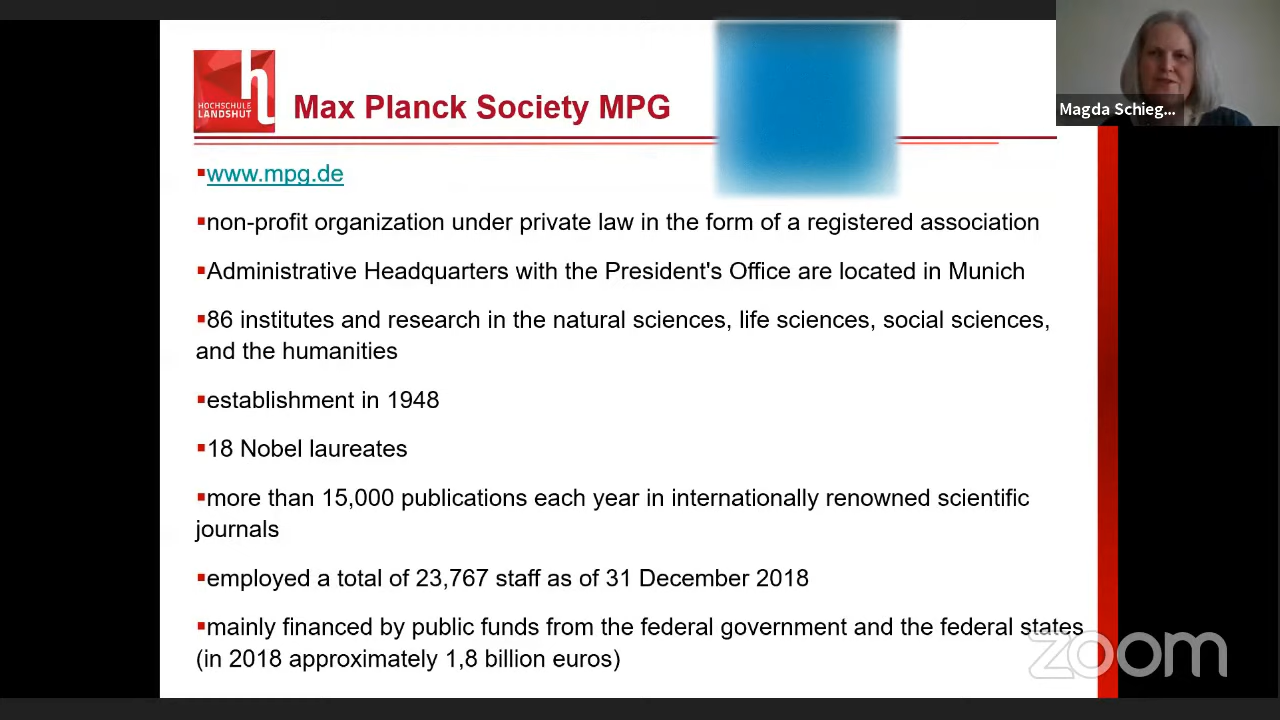 HOCHSCHULE
LANDSHUT
Max Planck Society MPG
Magda Schieg...
▪www.mpg.de
▪non-profit organization under private law in the form of a registered association
▪Administrative Headquarters with the President's Office are located in Munich
▪86 institutes and research in the natural sciences, life sciences, social sciences,
and the humanities
▪establishment in 1948
▪18 Nobel laureates
▪more than 15,000 publications each year in internationally renowned scientific
journals
▪employed a total of 23,767 staff as of 31 December 2018
▪mainly financed by public funds from the federal government and the federal states
(in 2018 approximately 1,8 billion euros)
zoom